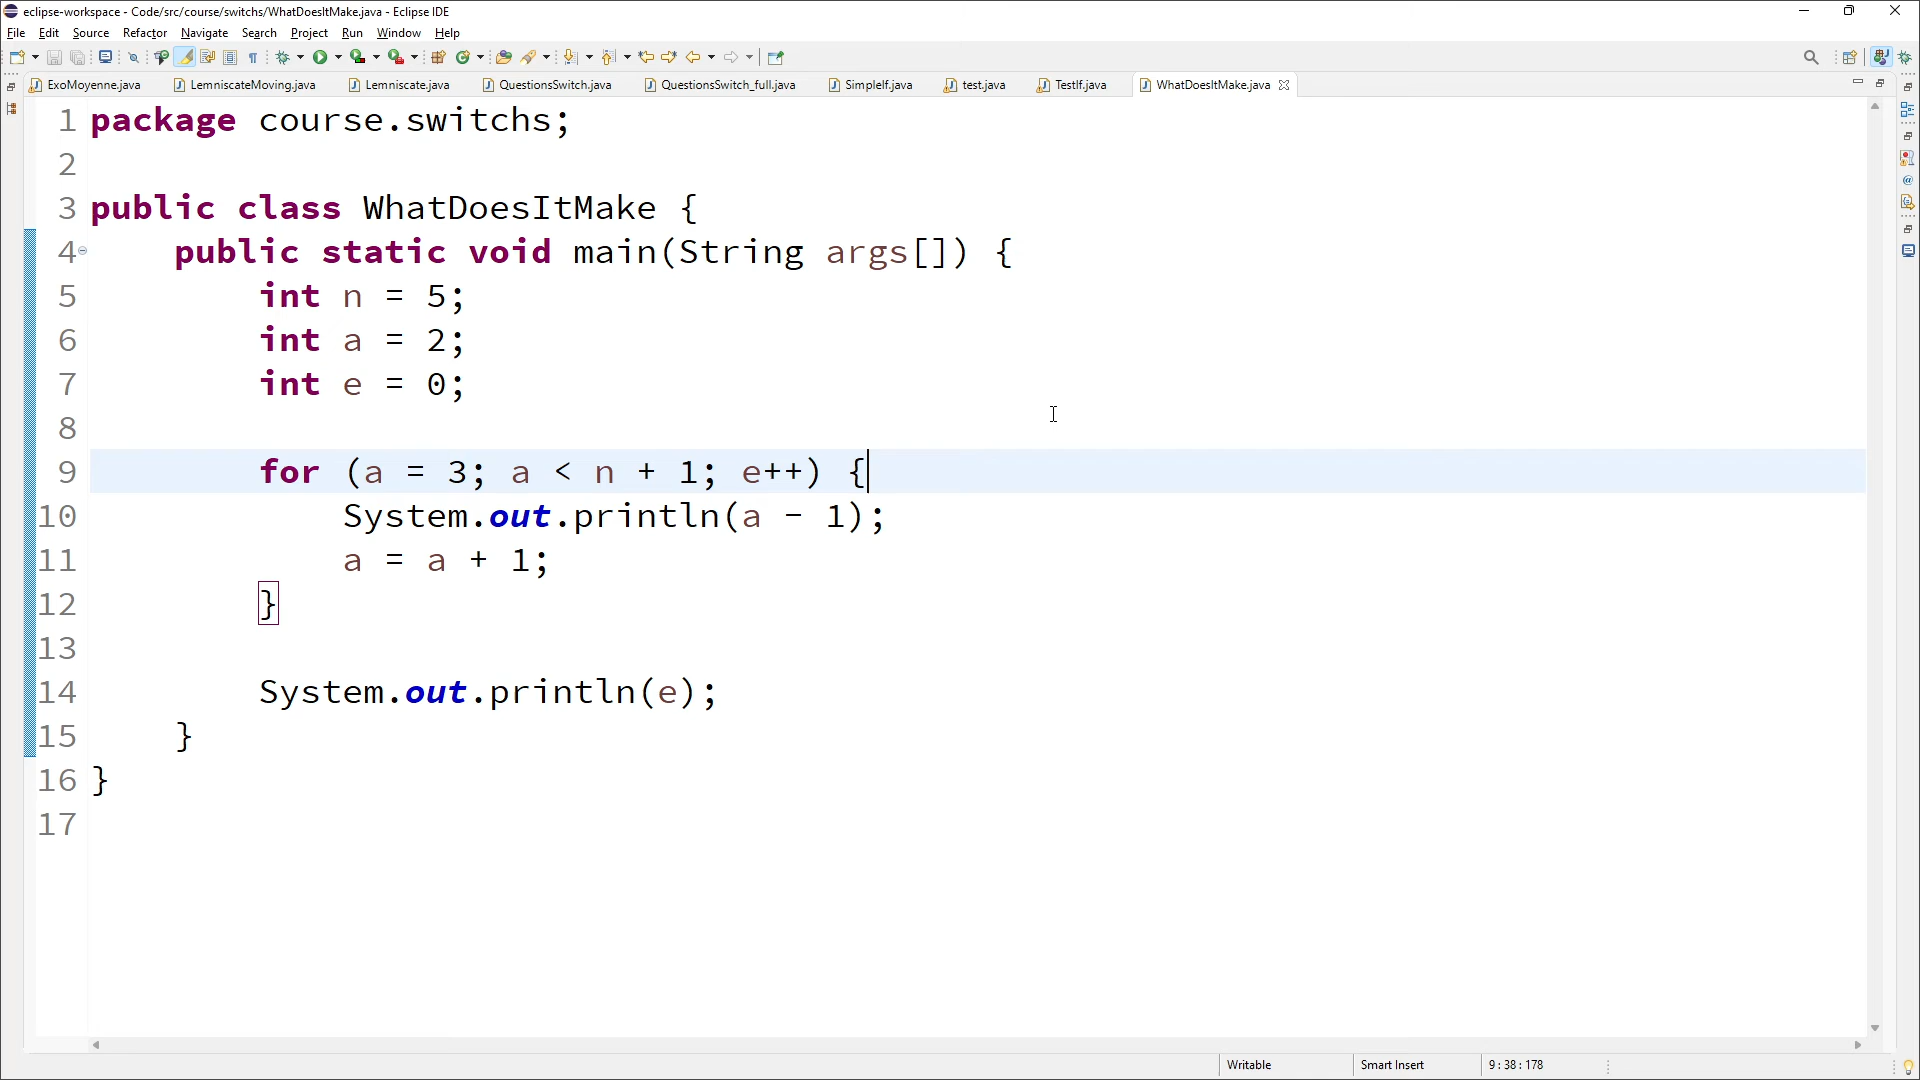 eclipse-workspace - Code/src/course/switchs/WhatDoesItMake.java - Eclipse IDE
File Edit Source Refactor Navigate Search Project Run Window Help
ExoMoyenne.java LemniscateMoving.java Lemniscate.java QuestionsSwitch.java QuestionsSwitch_full.java SimpleIf.java test.java TestIf.java WhatDoesItMake.java
1 package course.switchs;
2
3 public class WhatDoesItMake {
4 public static void main(String args[]) {
5 int n = 5;
6 int a = 2;
7 int e = 0;
8
9 for (a = 3; a < n + 1; e++) {
10 System.out.println(a - 1);
11 a = a + 1;
12 }
13
14 System.out.println(e);
15 }
16 }
17
Writable Smart Insert 9 : 38 : 178